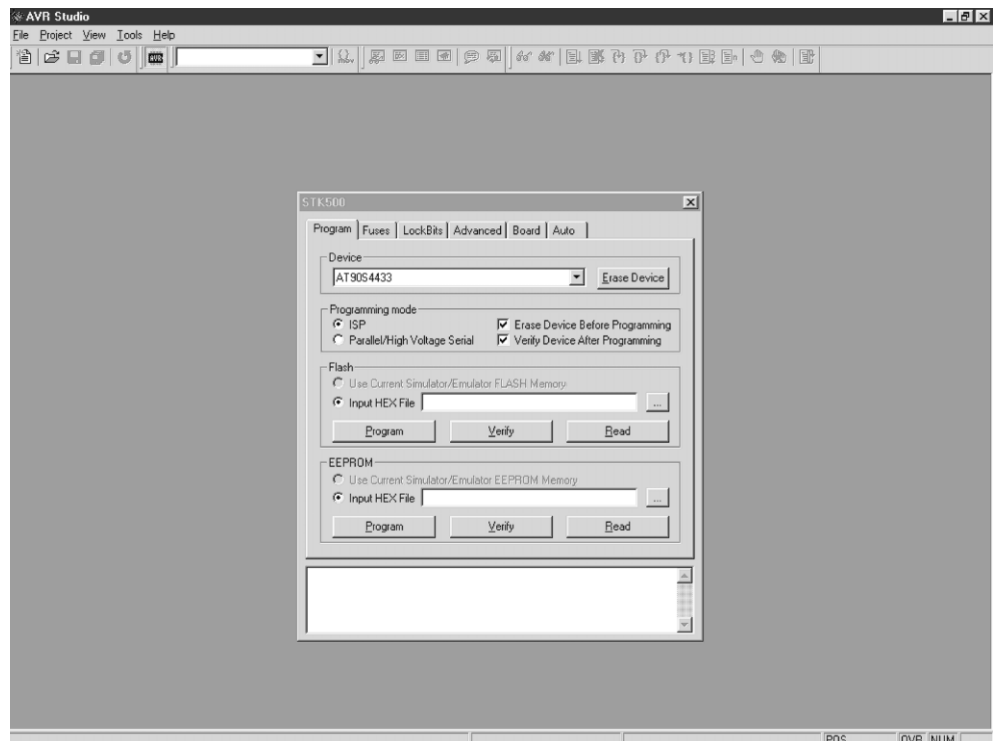 AVR Studio
File Project View Tools Help
AVR
STK500
Program Fuses LockBits Advanced Board Auto
Device
AT90S4433 Erase Device
Programming mode
ISP Erase Device Before Programming
Parallel/High Voltage Serial Verify Device After Programming
Flash
Use Current Simulator/Emulator FLASH Memory
Input HEX File ...
Program Verify Read
EEPROM
Use Current Simulator/Emulator EEPROM Memory
Input HEX File ...
Program Verify Read
POS OVR NUM